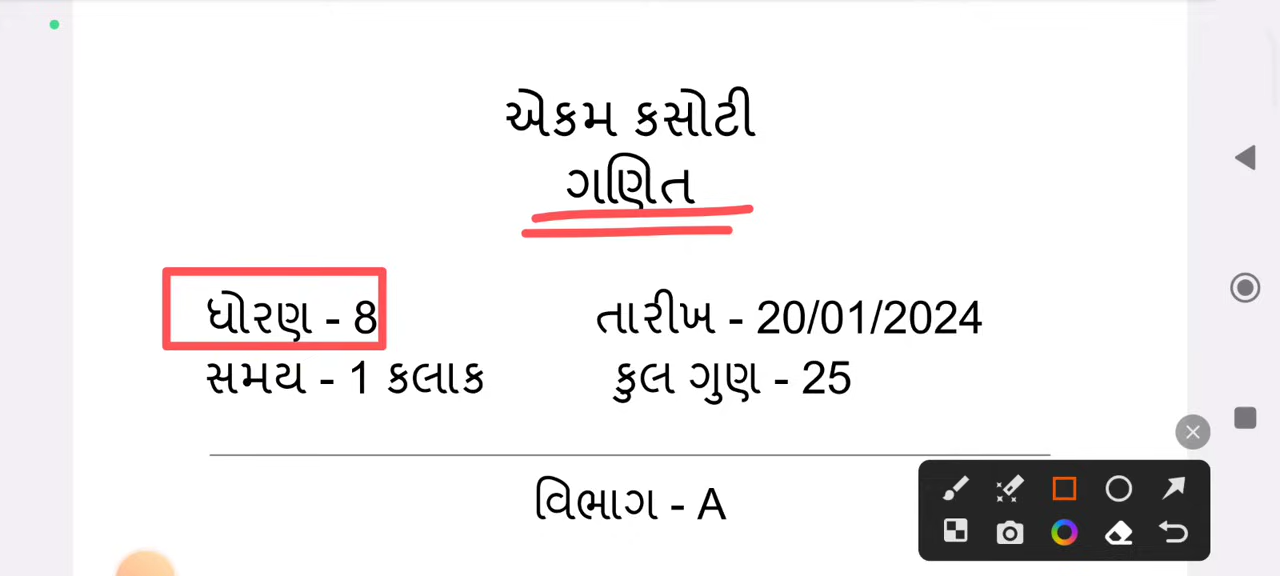 એકમ કસોટી
ગણિત
ધોરણ - 8 તારીખ - 20/01/2024
સમય - 1 કલાક કુલ ગુણ - 25
વિભાગ - A